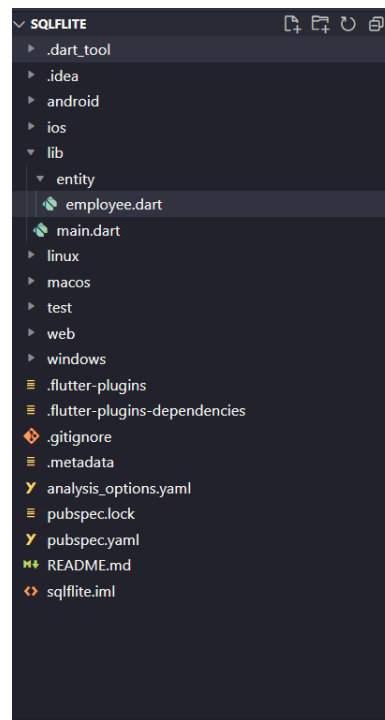 SQLFLITE
.dart_tool
.idea
android
ios
lib
entity
employee.dart
main.dart
linux
macos
test
web
windows
.flutter-plugins
.flutter-plugins-dependencies
.gitignore
.metadata
analysis_options.yaml
pubspec.lock
pubspec.yaml
README.md
sqlflite.iml